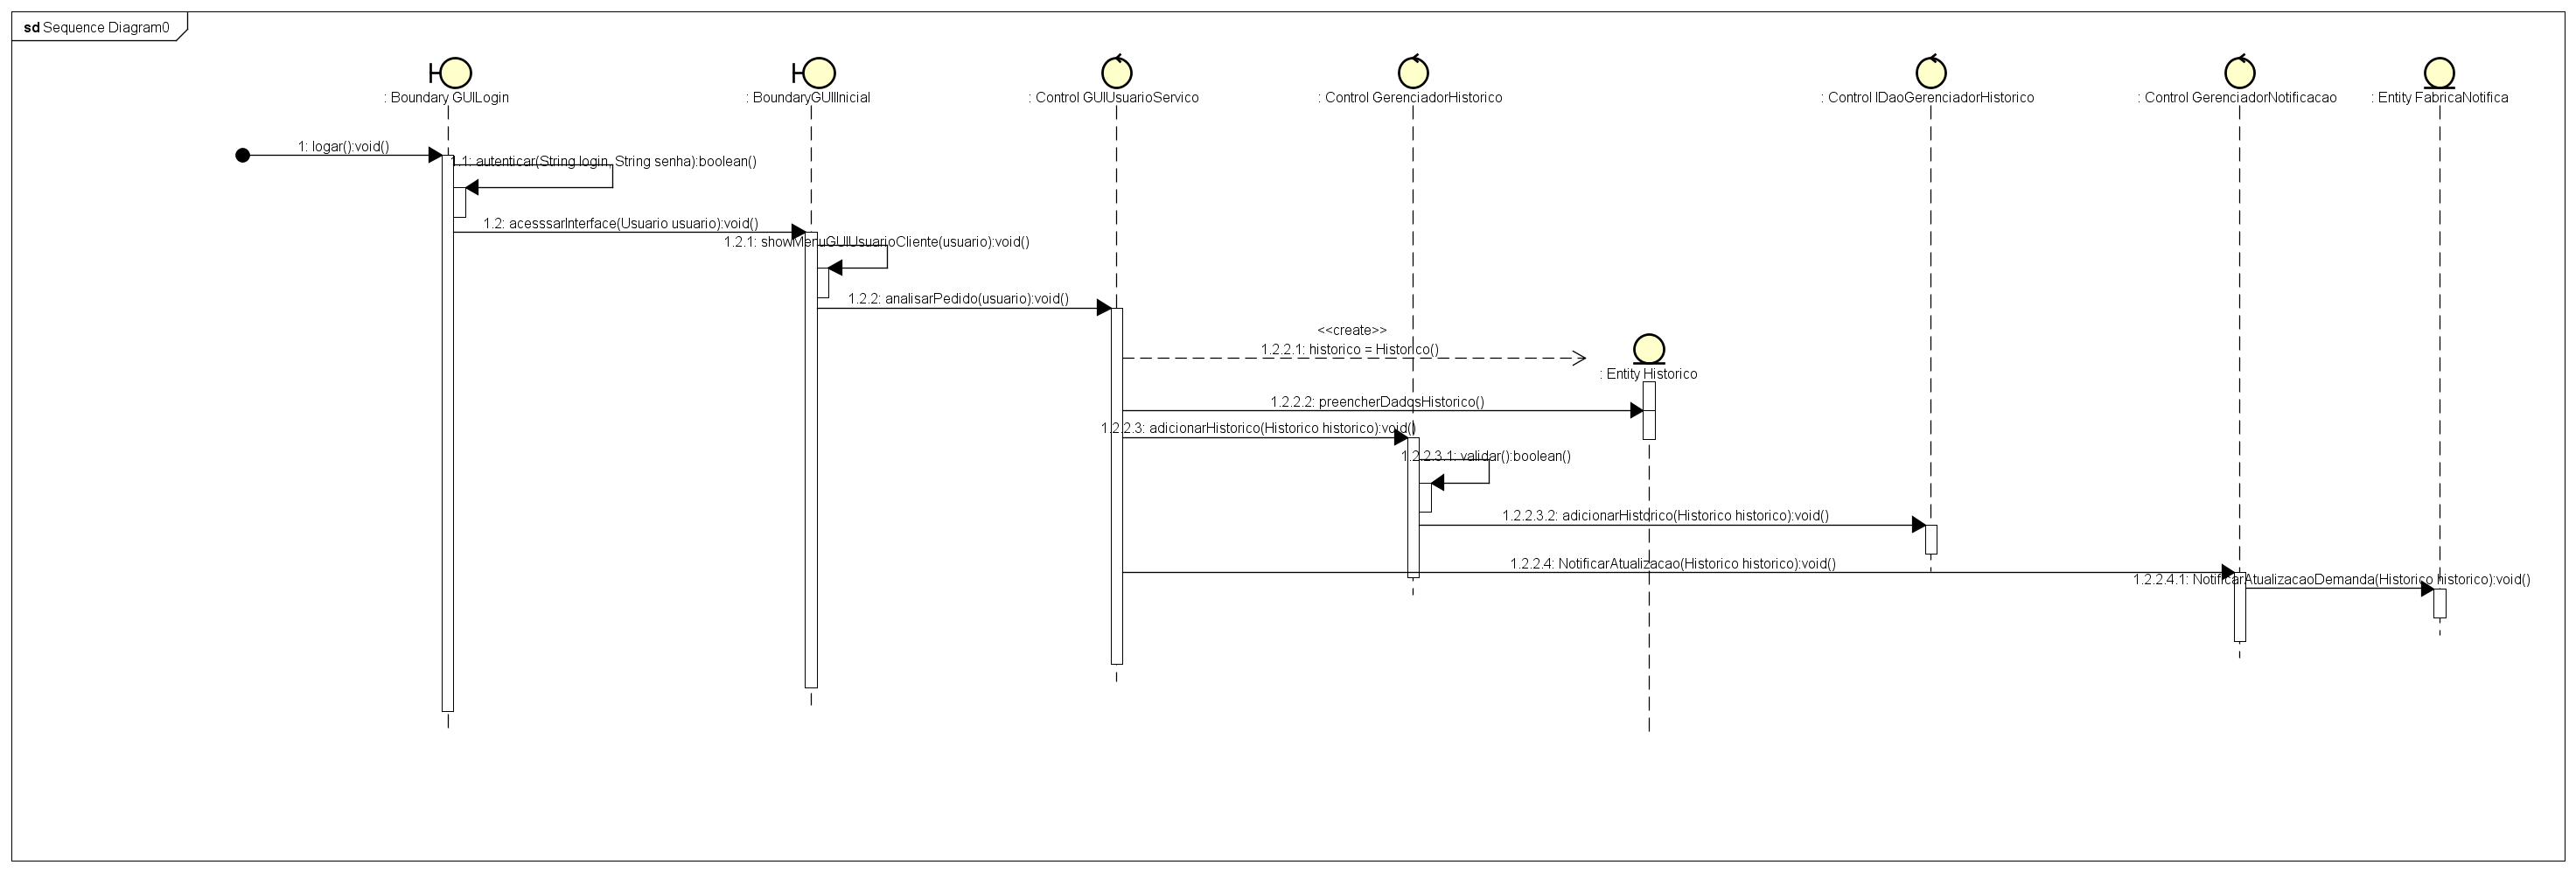 sd Sequence Diagram0
: Boundary GUILogin
: BoundaryGUIIInicial
: Control GUIUsuarioServico
: Control GerenciadorHistorico
: Control IDaoGerenciadorHistorico
: Control GerenciadorNotificacao
: Entity FabricaNotifica
1: logar():void()
1.1: autenticar(String login, String senha):boolean()
1.2: acesssarInterface(Usuario usuario):void()
1.2.1: showMenuGUIUsuarioCliente(usuario):void()
1.2.2: analisarPedido(usuario):void()
<<create>>
1.2.2.1: historico = Historico()
: Entity Historico
1.2.2.2: preencherDadosHistorico()
1.2.2.3: adicionarHistorico(Historico historico):void()
1.2.2.3.1: validar():boolean()
1.2.2.3.2: adicionarHistorico(Historico historico):void()
1.2.2.4: NotificarAtualizacao(Historico historico):void()
1.2.2.4.1: NotificarAtualizacaoDemanda(Historico historico):void()